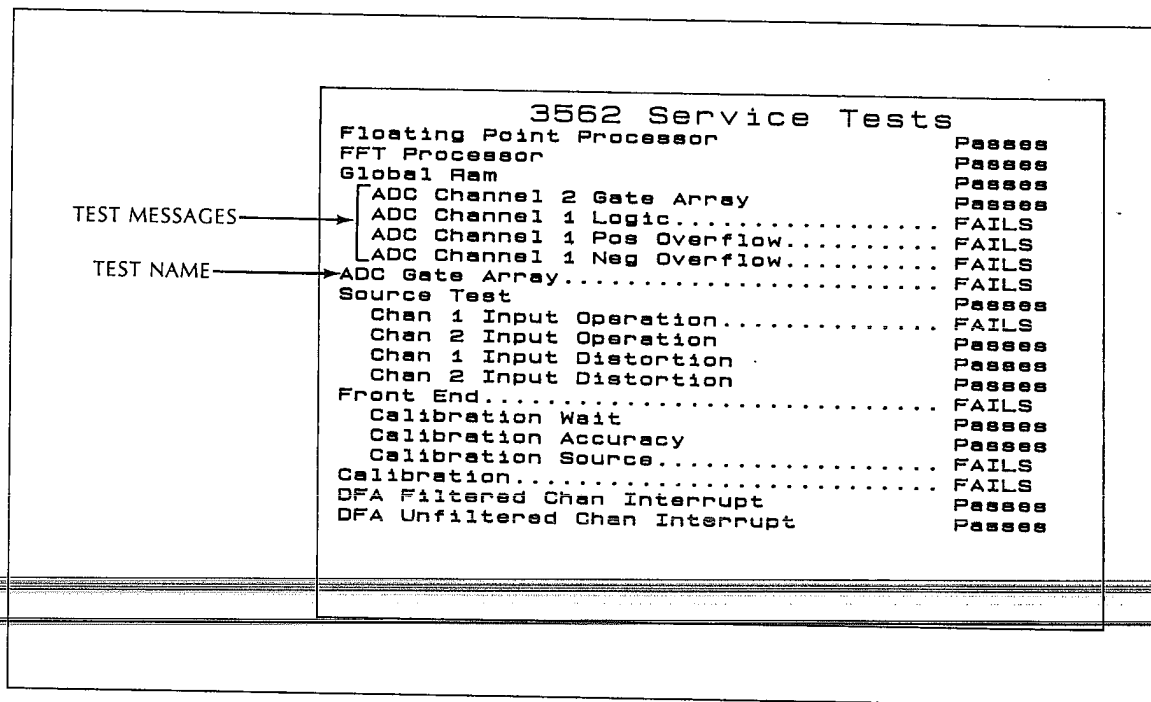 3562 Service Tests
Floating Point Processor Passes
FFT Processor Passes
Global Ram Passes
ADC Channel 2 Gate Array Passes
TEST MESSAGES
ADC Channel 1 Logic................. FAILS
ADC Channel 1 Pos Overflow.......... FAILS
ADC Channel 1 Neg Overflow.......... FAILS
TEST NAME
ADC Gate Array........................ FAILS
Source Test Passes
Chan 1 Input Operation.............. FAILS
Chan 2 Input Operation Passes
Chan 1 Input Distortion Passes
Chan 2 Input Distortion Passes
Front End............................. FAILS
Calibration Wait Passes
Calibration Accuracy Passes
Calibration Source.................. FAILS
Calibration........................... FAILS
DFA Filtered Chan Interrupt Passes
DFA Unfiltered Chan Interrupt Passes